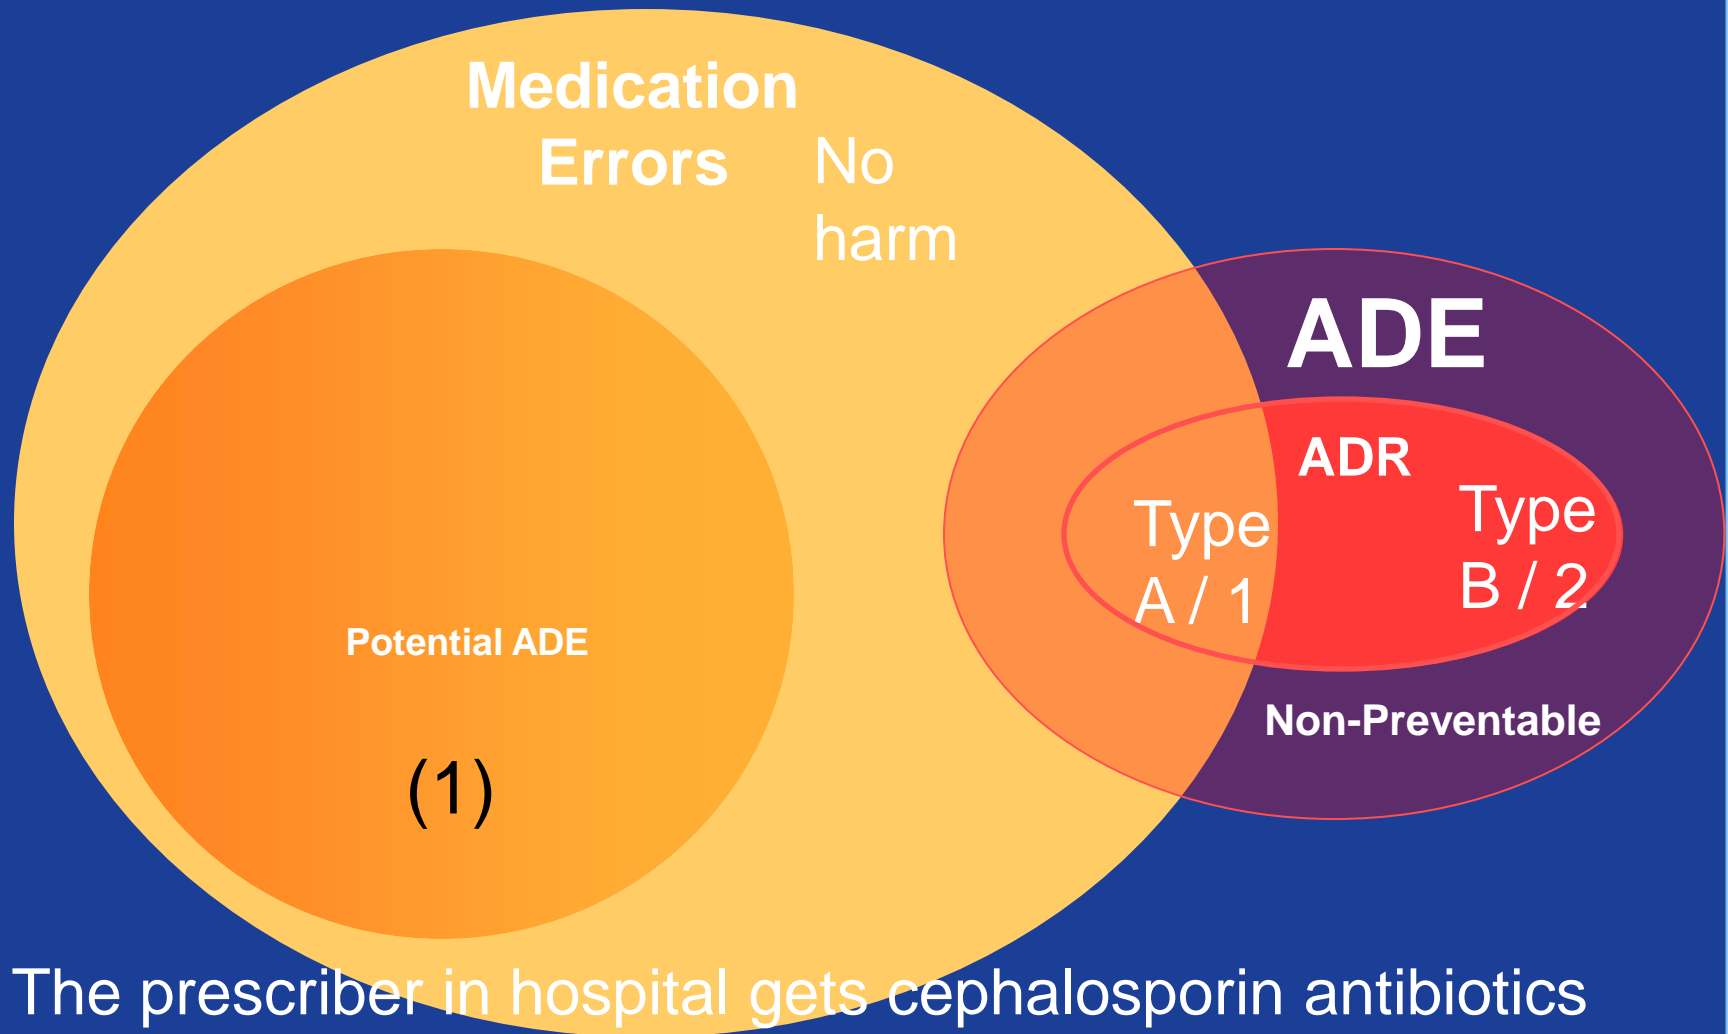 Medication
Errors
No
harm
ADE
ADR
Type
A / 1
Type
B / 2
Potential ADE
Non-Preventable
(1)
The prescriber in hospital gets cephalosporin antibiotics